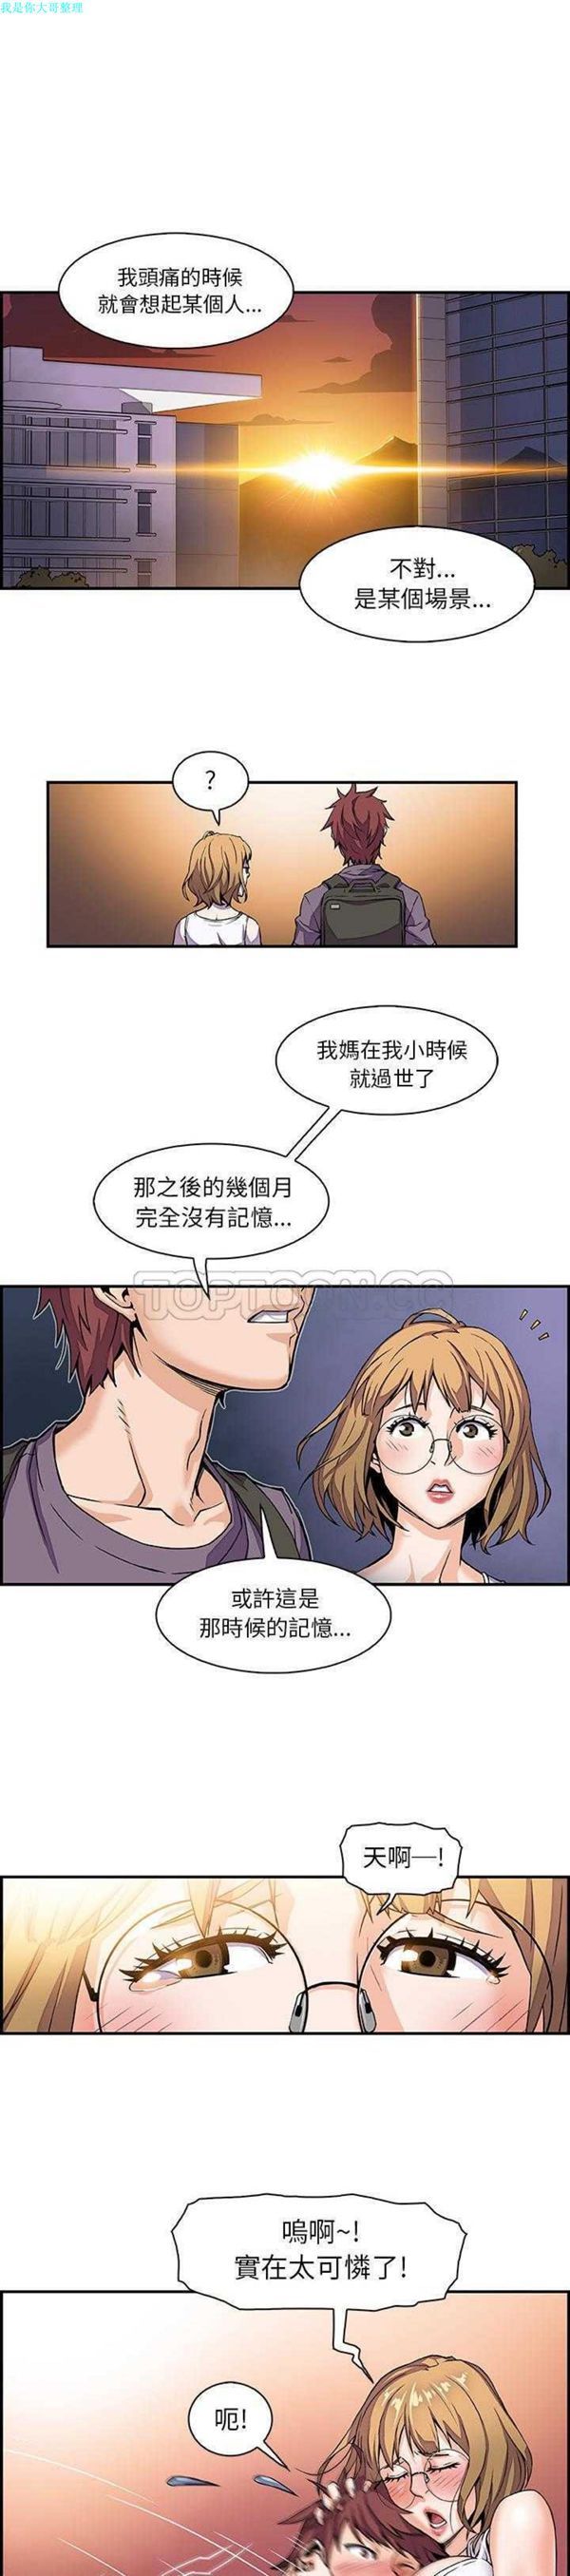 我是你大哥整理
我頭痛的時候
就會想起某個人...
不對...
是某個場景...
?
我媽在我小時候
就過世了
那之後的幾個月
完全沒有記憶...
TOPTOON.CC
或許這是
那時候的記憶...
天啊─!
嗚啊~!
實在太可憐了!
呃!